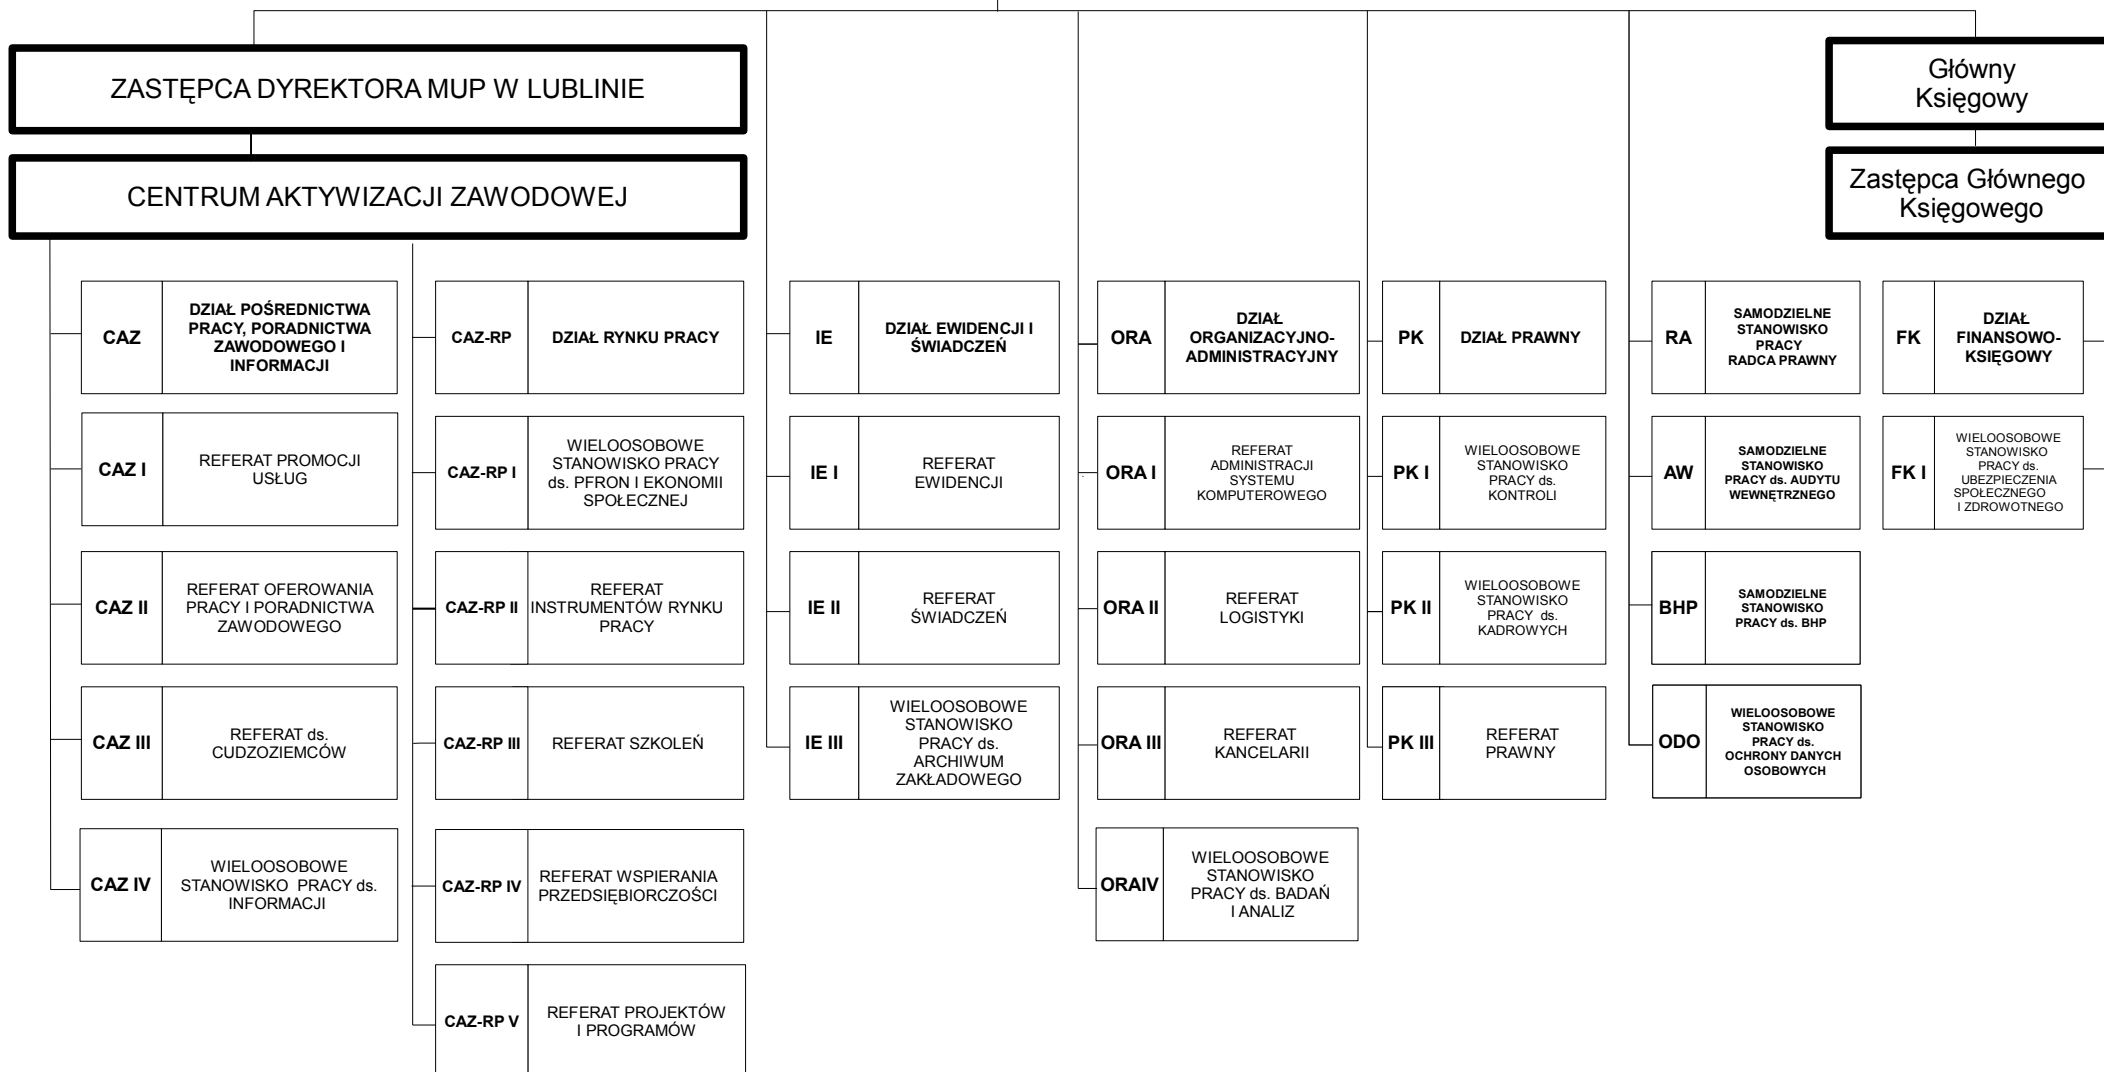 ZASTĘPCA DYREKTORA MUP W LUBLINIE
CENTRUM AKTYWIZACJI ZAWODOWEJ
Główny
Księgowy
Zastępca Głównego
Księgowego
CAZ
DZIAŁ POŚREDNICTWA
PRACY, PORADNICTWA
ZAWODOWEGO I
INFORMACJI
CAZ I
REFERAT PROMOCJI
USŁUG
CAZ II
REFERAT OFEROWANIA
PRACY I PORADNICTWA
ZAWODOWEGO
CAZ III
REFERAT ds.
CUDZOZIEMCÓW
CAZ IV
WIELOOSOBOWE
STANOWISKO PRACY ds.
INFORMACJI
CAZ-RP
DZIAŁ RYNKU PRACY
CAZ-RP I
WIELOOSOBOWE
STANOWISKO PRACY
ds. PFRON I EKONOMII
SPOŁECZNEJ
CAZ-RP II
REFERAT
INSTRUMENTÓW RYNKU
PRACY
CAZ-RP III
REFERAT SZKOLEŃ
CAZ-RP IV
REFERAT WSPIERANIA
PRZEDSIĘBIORCZOŚCI
CAZ-RP V
REFERAT PROJEKTÓW
I PROGRAMÓW
IE
DZIAŁ EWIDENCJI I
ŚWIADCZEŃ
IE I
REFERAT
EWIDENCJI
IE II
REFERAT
ŚWIADCZEŃ
IE III
WIELOOSOBOWE
STANOWISKO
PRACY ds.
ARCHIWUM
ZAKŁADOWEGO
ORA
DZIAŁ
ORGANIZACYJNO-
ADMINISTRACYJNY
ORA I
REFERAT
ADMINISTRACJI
SYSTEMU
KOMPUTEROWEGO
ORA II
REFERAT
LOGISTYKI
ORA III
REFERAT
KANCELARII
ORAIV
WIELOOSOBOWE
STANOWISKO
PRACY ds. BADAŃ
I ANALIZ
PK
DZIAŁ PRAWNY
PK I
WIELOOSOBOWE
STANOWISKO
PRACY ds.
KONTROLI
PK II
WIELOOSOBOWE
STANOWISKO
PRACY ds.
KADROWYCH
PK III
REFERAT
PRAWNY
RA
SAMODZIELNE
STANOWISKO
PRACY
RADCA PRAWNY
AW
SAMODZIELNE
STANOWISKO
PRACY ds. AUDYTU
WEWNĘTRZNEGO
BHP
SAMODZIELNE
STANOWISKO
PRACY ds. BHP
ODO
WIELOOSOBOWE
STANOWISKO
PRACY ds.
OCHRONY DANYCH
OSOBOWYCH
FK
DZIAŁ
FINANSOWO-
KSIĘGOWY
FK I
WIELOOSOBOWE
STANOWISKO
PRACY ds.
UBEZPIECZENIA
SPOŁECZNEGO
I ZDROWOTNEGO